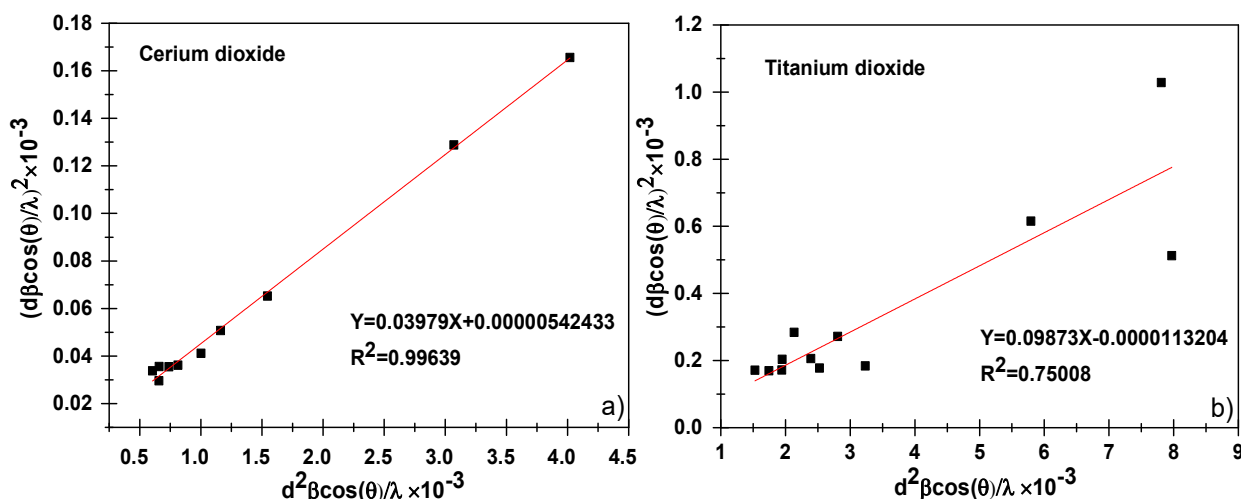 Cerium dioxide
(dβcos(θ)/λ)²×10⁻³
0.18
0.16
0.14
0.12
0.10
0.08
0.06
0.04
0.02
Y=0.03979X+0.00000542433
R²=0.99639
a)
0.5 1.0 1.5 2.0 2.5 3.0 3.5 4.0 4.5
d²βcos(θ)/λ ×10⁻³
Titanium dioxide
(dβcos(θ)/λ)²×10⁻³
1.2
1.0
0.8
0.6
0.4
0.2
0.0
Y=0.09873X-0.0000113204
R²=0.75008
b)
1 2 3 4 5 6 7 8 9
d²βcos(θ)/λ ×10⁻³